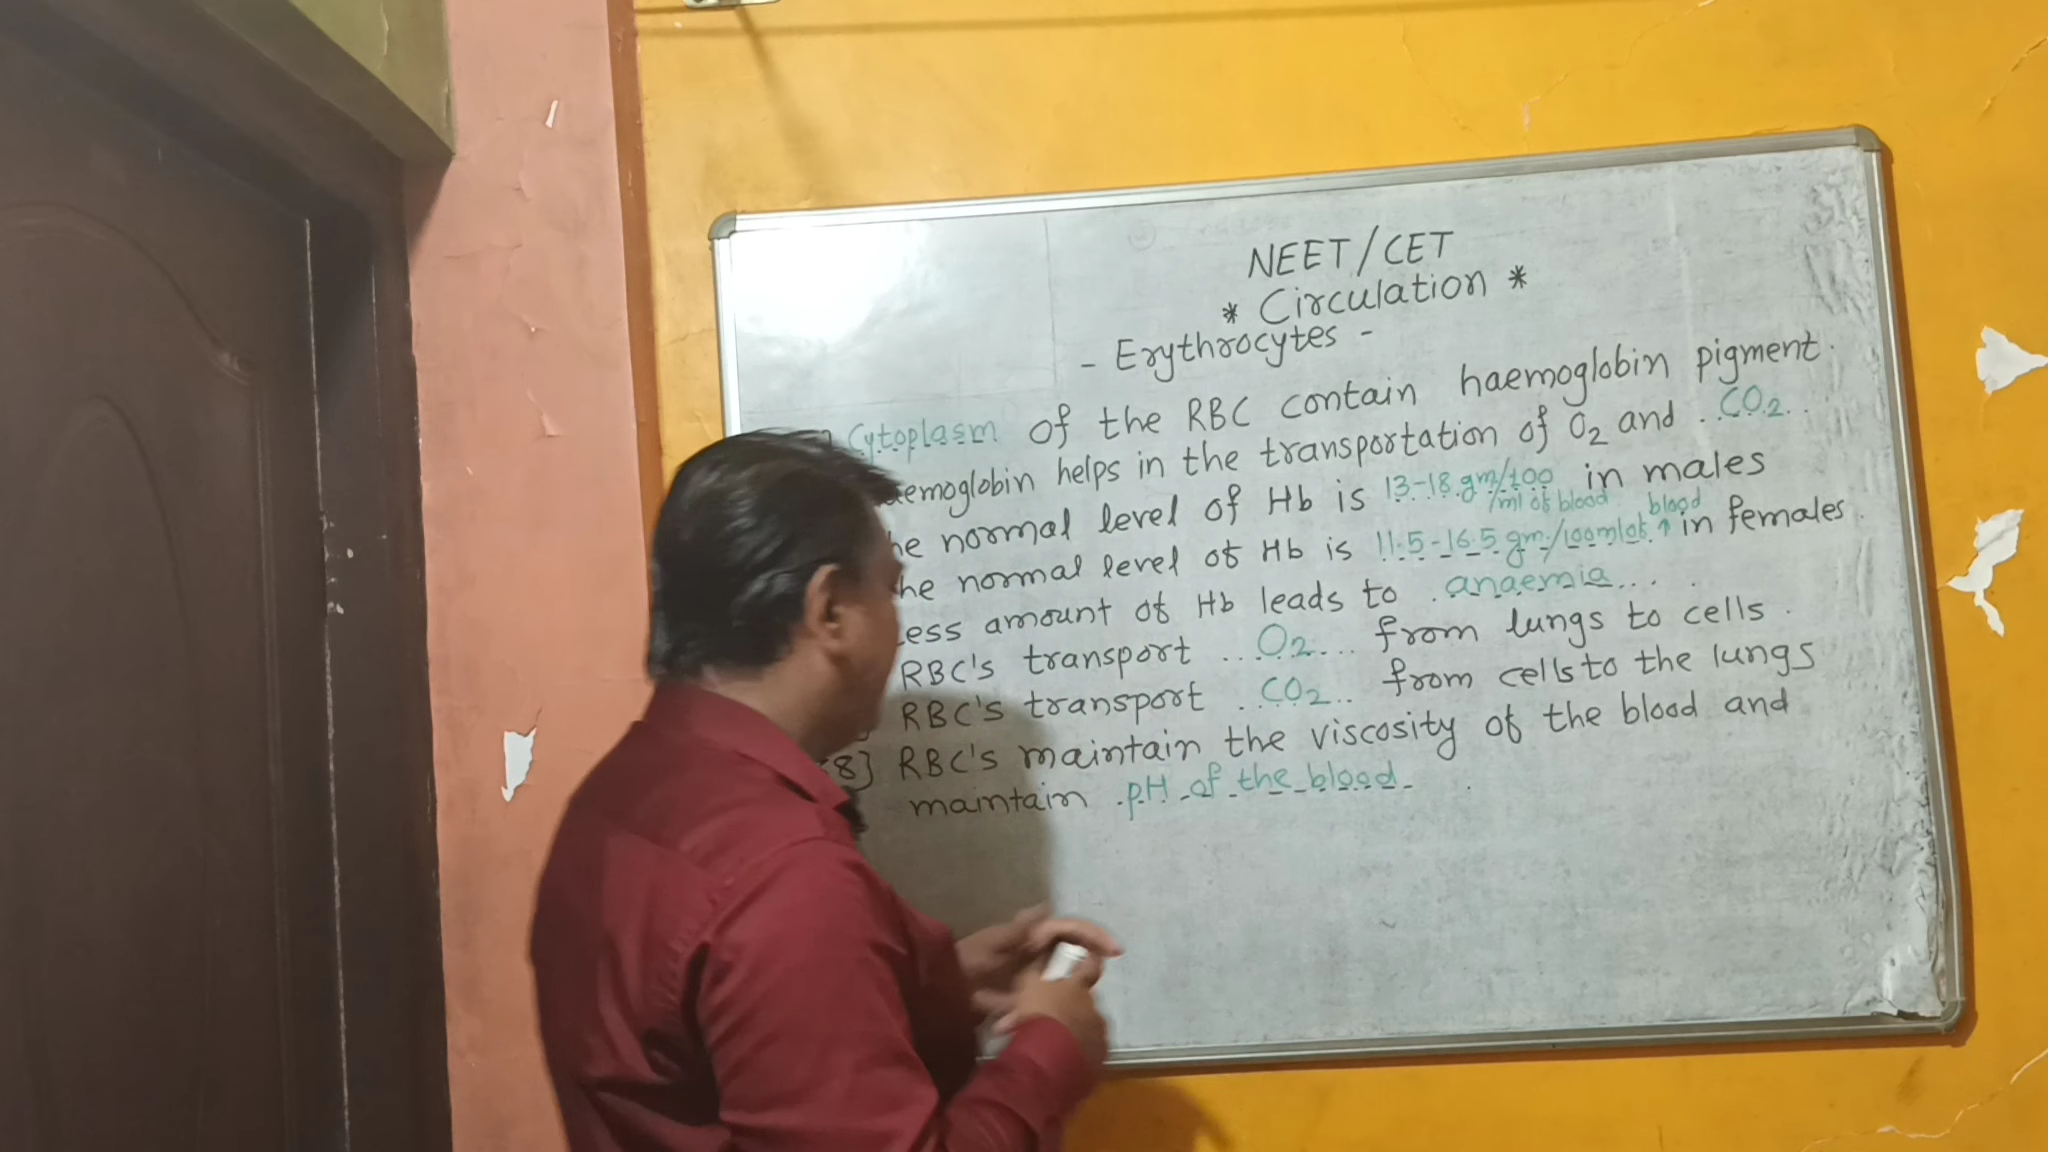 NEET/CET
* Circulation *
- Erythrocytes -
Cytoplasm of the RBC contain haemoglobin pigment.
aemoglobin helps in the transportation of O2 and . CO2 ..
he normal level of Hb is 13-18 gm/100 /ml of blood in males
he normal level of Hb is 11.5-16.5 gm/100ml of ↑ blood in females.
Less amount of Hb leads to . anaemia... .
RBC's transport ...O2... from lungs to cells.
RBC's transport ..CO2.. from cells to the lungs
8] RBC's maintain the viscosity of the blood and
maintain .pH of the blood. .